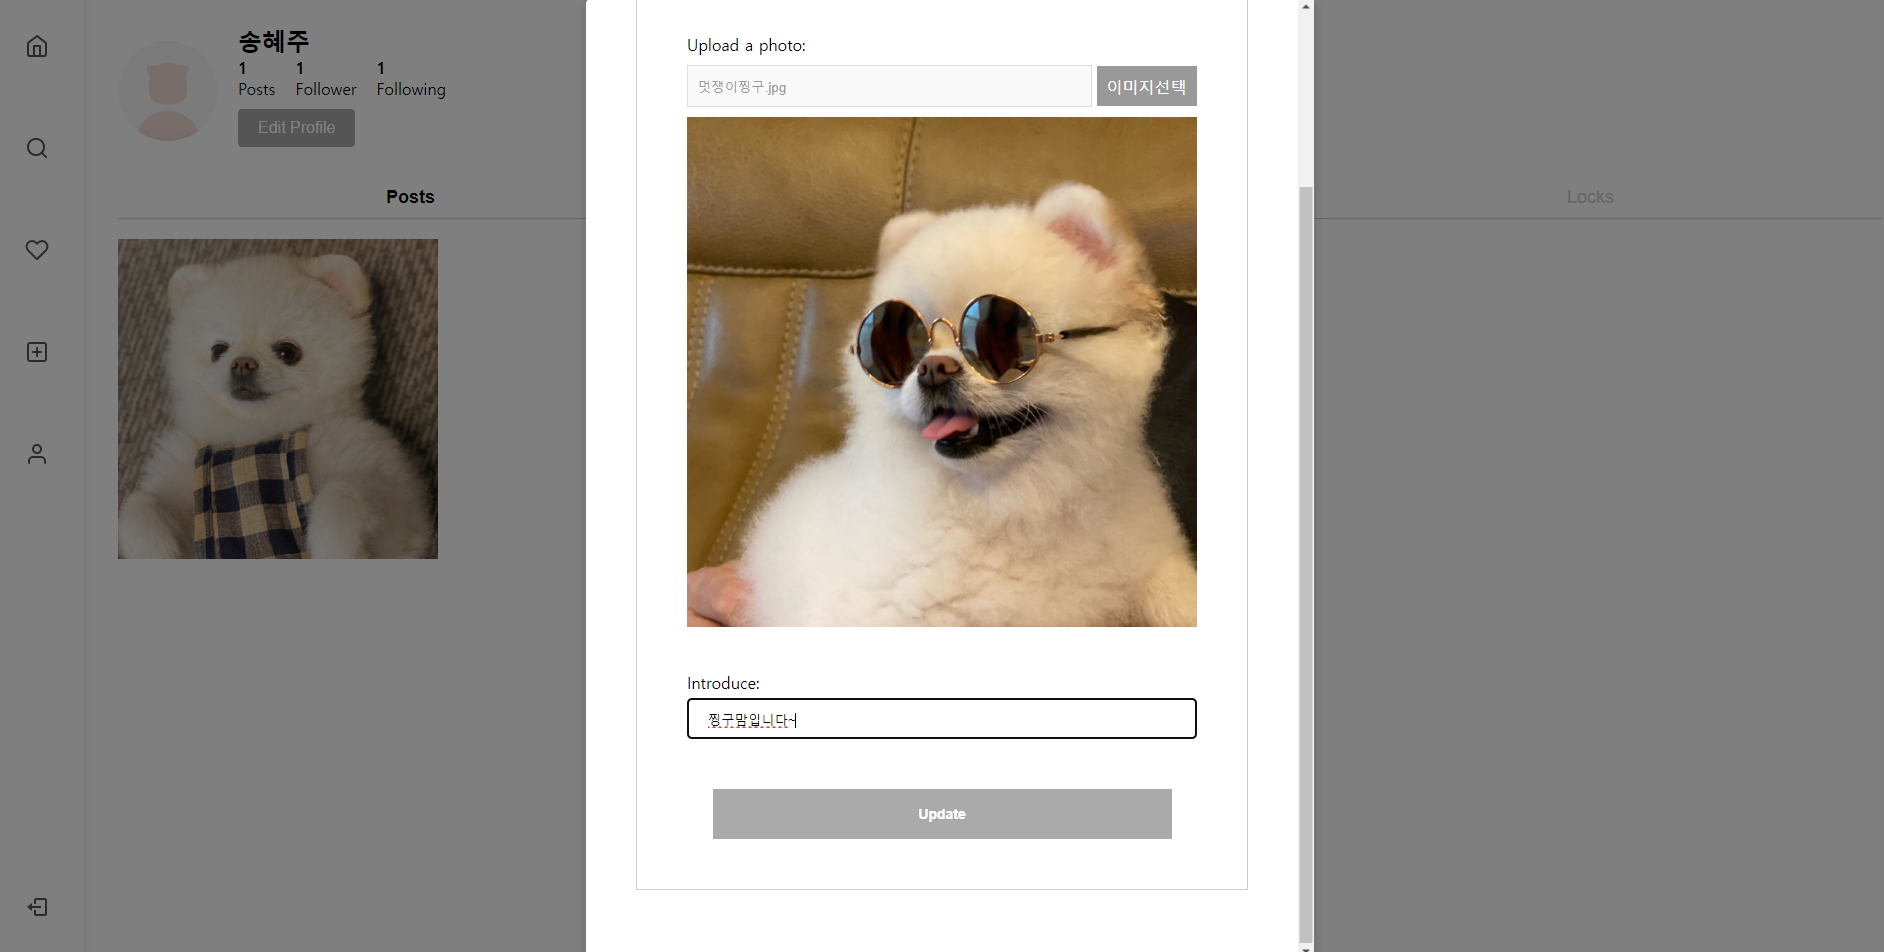 송혜주
1 1 1
Posts Follower Following
Edit Profile
Posts
Locks
Upload a photo:
멋쟁이찡구.jpg
이미지선택
Introduce:
찡구맘입니다~
Update